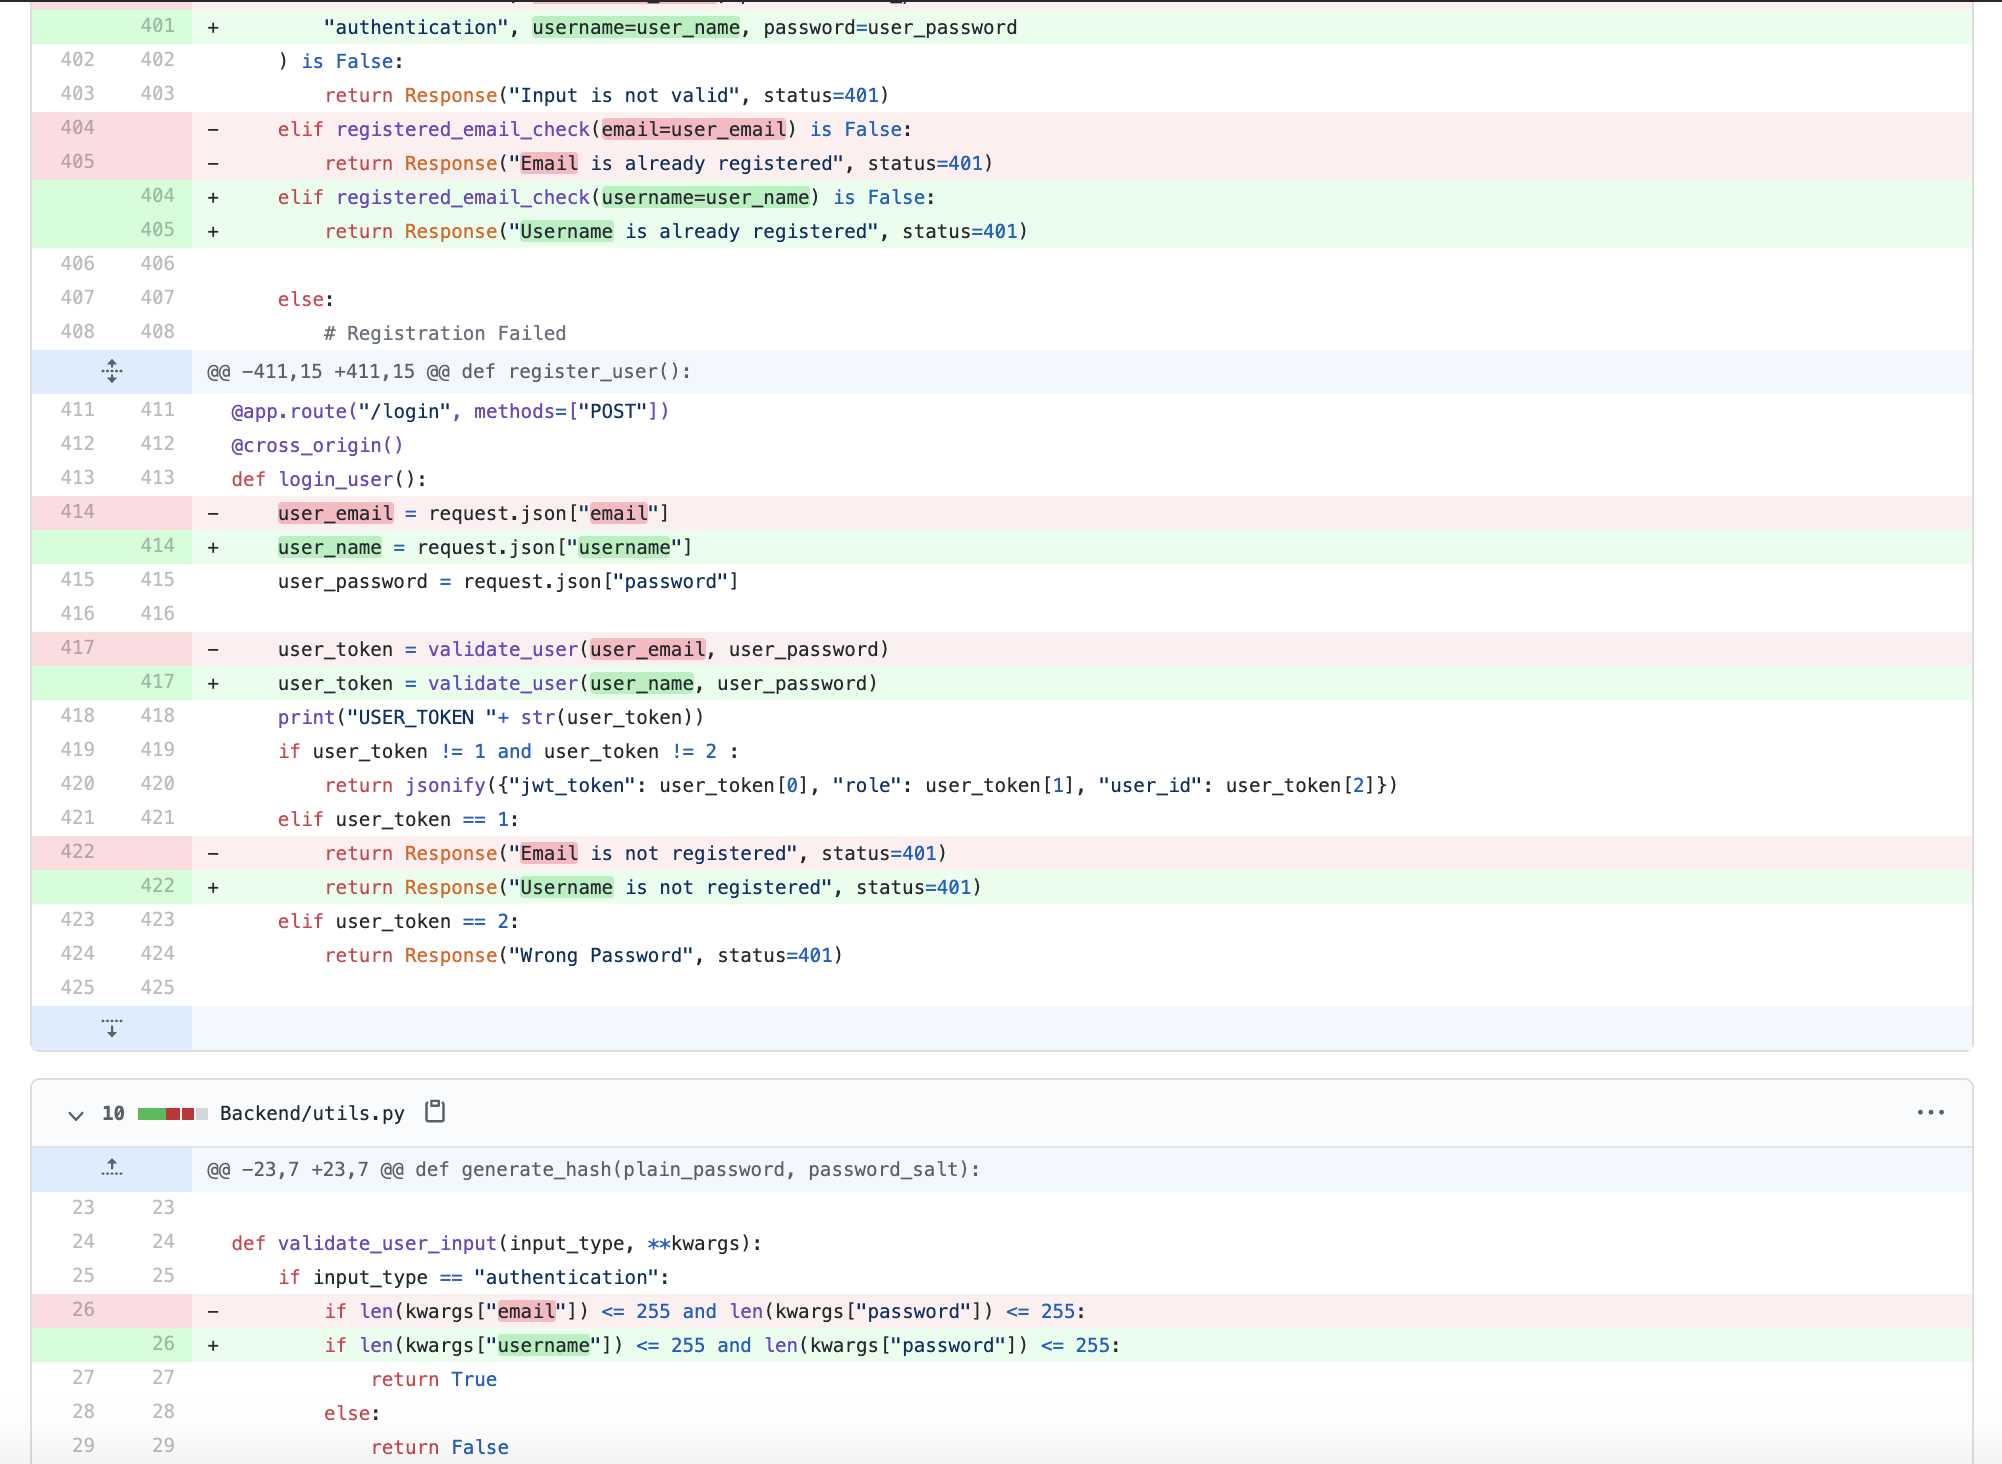 401 + "authentication", username=user_name, password=user_password
402 402 ) is False:
403 403 return Response("Input is not valid", status=401)
404 − elif registered_email_check(email=user_email) is False:
405 − return Response("Email is already registered", status=401)
404 + elif registered_email_check(username=user_name) is False:
405 + return Response("Username is already registered", status=401)
406 406
407 407 else:
408 408 # Registration Failed
@@ −411,15 +411,15 @@ def register_user():
411 411 @app.route("/login", methods=["POST"])
412 412 @cross_origin()
413 413 def login_user():
414 − user_email = request.json["email"]
414 + user_name = request.json["username"]
415 415 user_password = request.json["password"]
416 416
417 − user_token = validate_user(user_email, user_password)
417 + user_token = validate_user(user_name, user_password)
418 418 print("USER_TOKEN "+ str(user_token))
419 419 if user_token != 1 and user_token != 2 :
420 420 return jsonify({"jwt_token": user_token[0], "role": user_token[1], "user_id": user_token[2]})
421 421 elif user_token == 1:
422 − return Response("Email is not registered", status=401)
422 + return Response("Username is not registered", status=401)
423 423 elif user_token == 2:
424 424 return Response("Wrong Password", status=401)
425 425
10 Backend/utils.py
@@ −23,7 +23,7 @@ def generate_hash(plain_password, password_salt):
23 23
24 24 def validate_user_input(input_type, **kwargs):
25 25 if input_type == "authentication":
26 − if len(kwargs["email"]) <= 255 and len(kwargs["password"]) <= 255:
26 + if len(kwargs["username"]) <= 255 and len(kwargs["password"]) <= 255:
27 27 return True
28 28 else:
29 29 return False